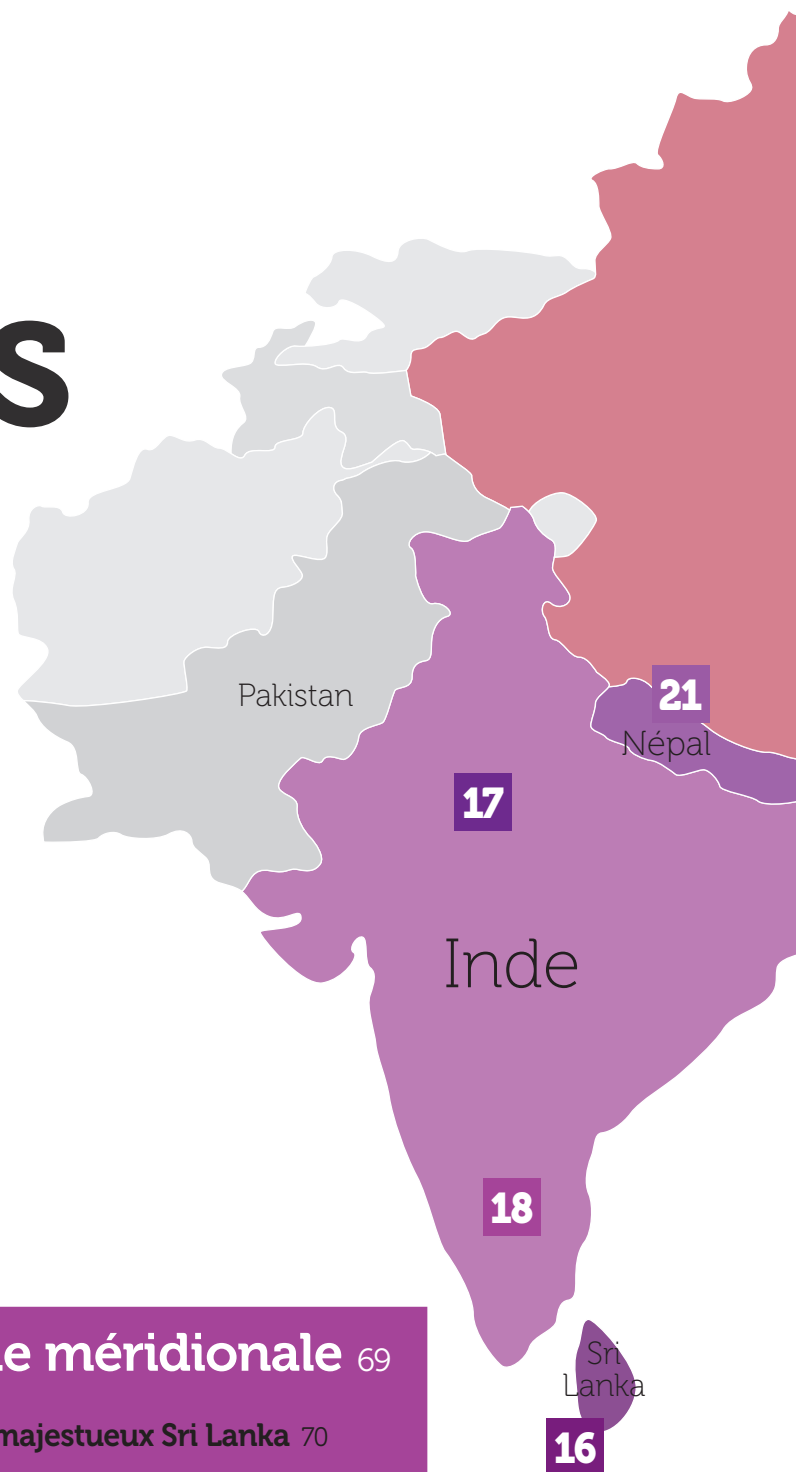 s
Pakistan
21
Népal
17
Inde
18
Sri
Lanka
16
le méridionale 69
majestueux Sri Lanka 70